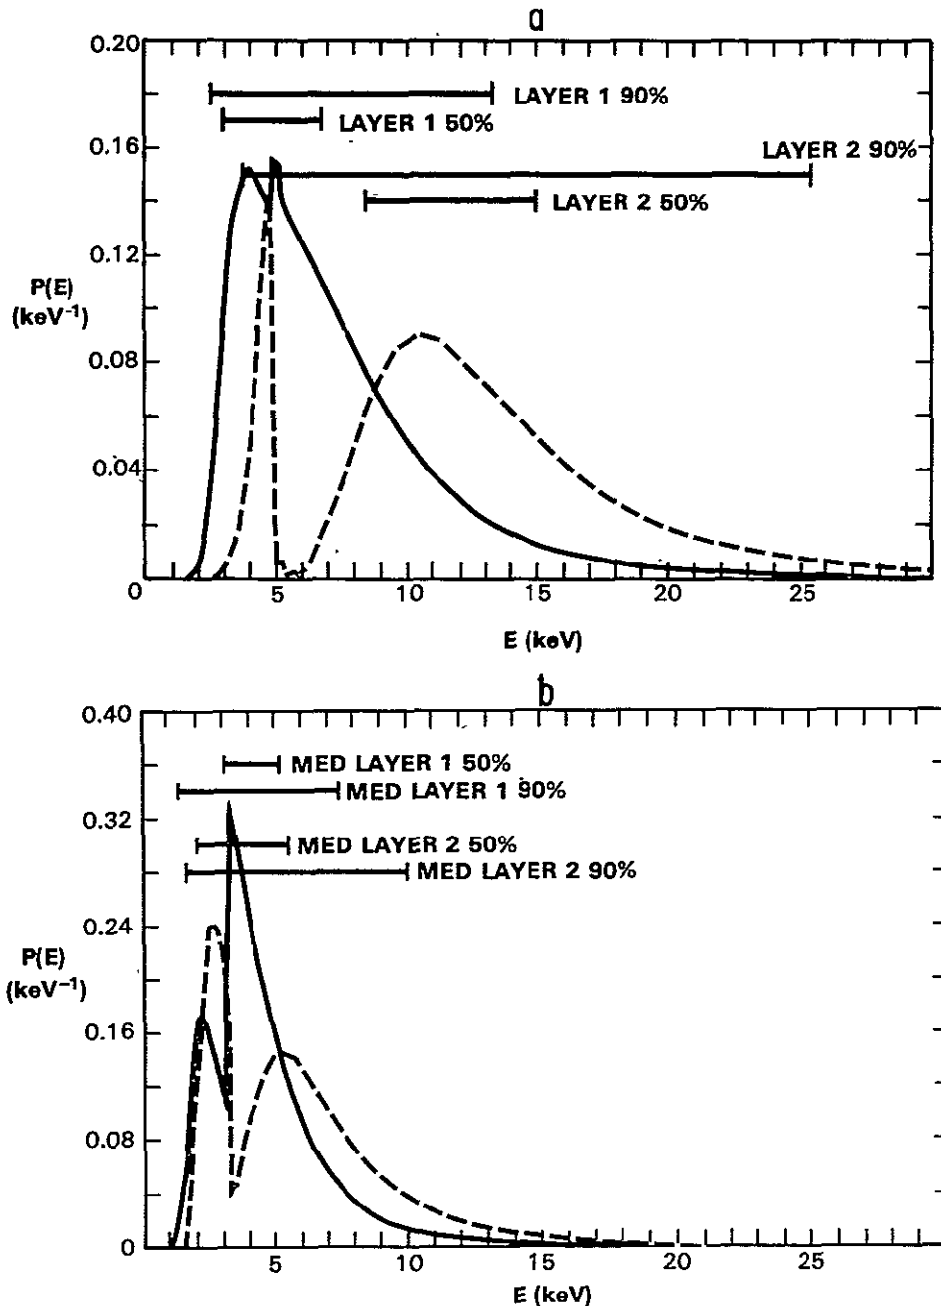 a
0.20
LAYER 1 90%
LAYER 1 50%
0.16
LAYER 2 90%
LAYER 2 50%
0.12
P(E)
(keV⁻¹)
0.08
0.04
0 5 10 15 20 25
E (keV)
b
0.40
MED LAYER 1 50%
MED LAYER 1 90%
0.32
MED LAYER 2 50%
MED LAYER 2 90%
0.24
P(E)
(keV⁻¹)
0.16
0.08
0
5 10 15 20 25
E (keV)